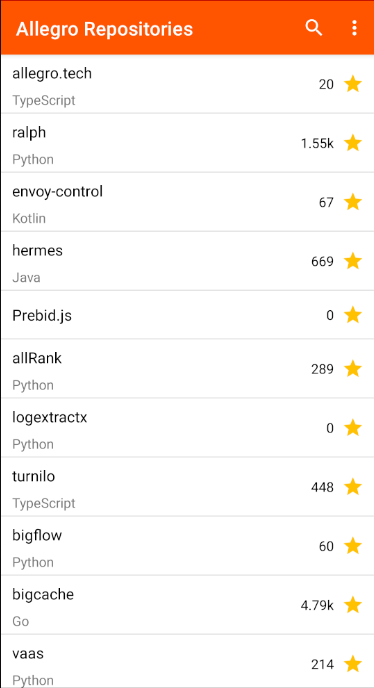 Allegro Repositories
allegro.tech
20
TypeScript
ralph
1.55k
Python
envoy-control
67
Kotlin
hermes
669
Java
Prebid.js
0
allRank
289
Python
logextractx
0
Python
turnilo
448
TypeScript
bigflow
60
Python
bigcache
4.79k
Go
vaas
214
Python